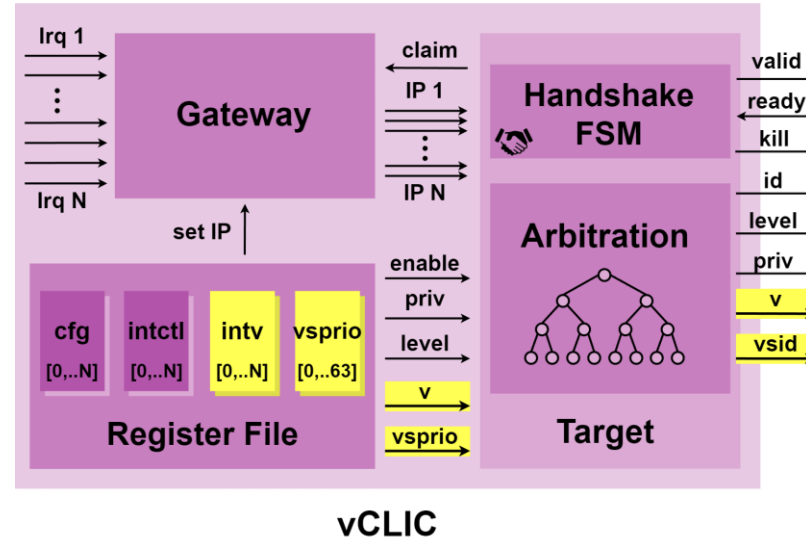 Irq 1
Irq N
Gateway
claim
IP 1
IP N
set IP
Handshake
FSM
valid
ready
kill
id
level
priv
v
vsid
Arbitration
Target
enable
priv
level
v
vsprio
cfg
[0,..N]
intctl
[0,..N]
intv
[0,..N]
vsprio
[0,..63]
Register File
vCLIC